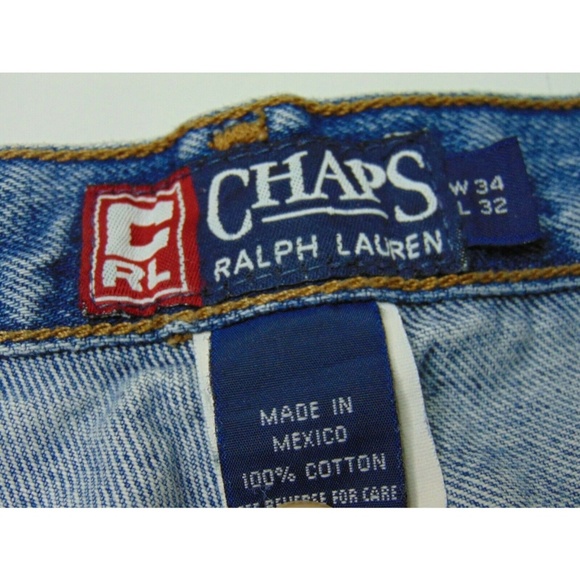 C
RL
CHAPS
RALPH LAUREN
W 34
L 32
MADE IN
MEXICO
100% COTTON
SEE REVERSE FOR CARE